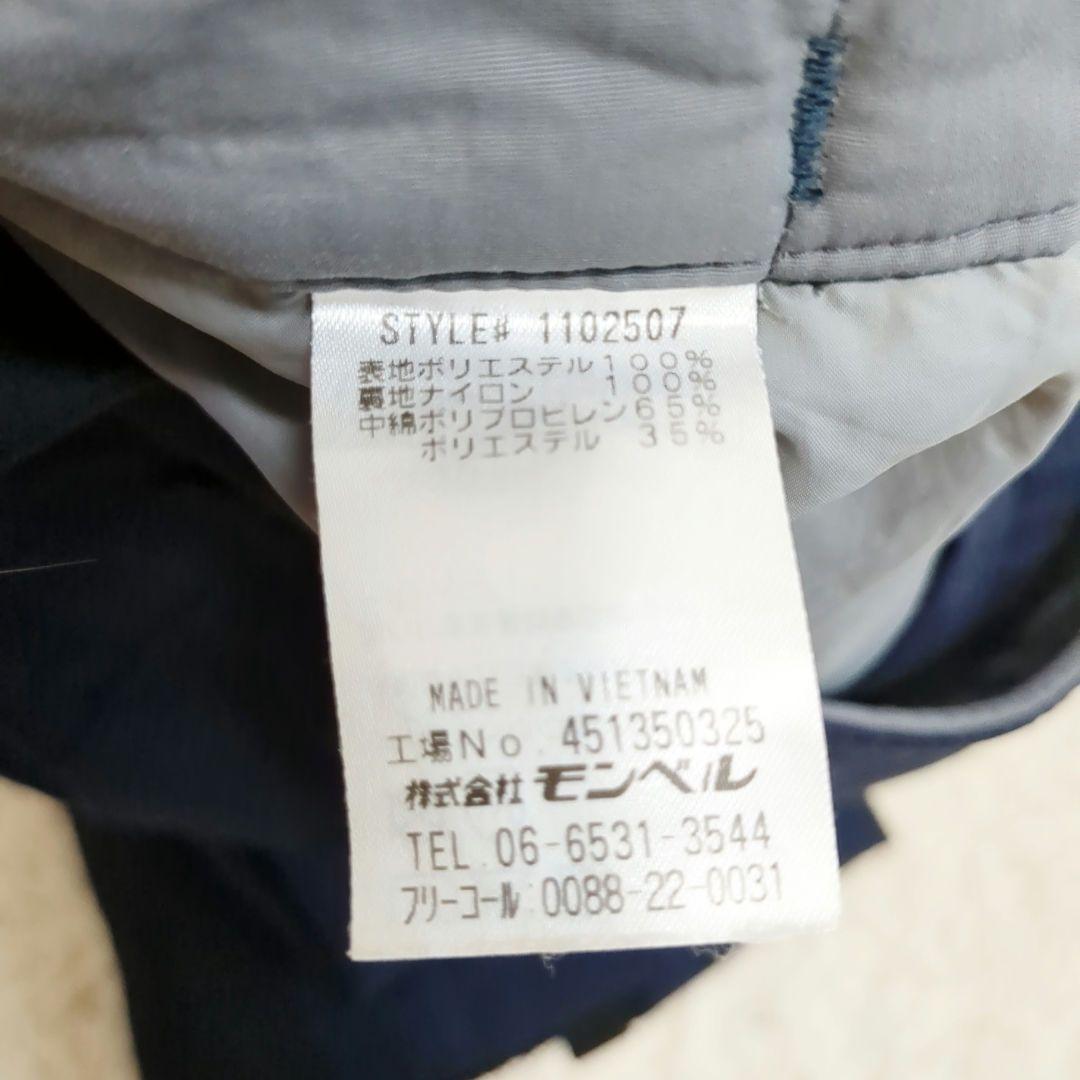 STYLE# 1102507
表地ポリエステル100%
裏地ナイロン 100%
中綿ポリプロピレン65%
ポリエステル 35%
MADE IN VIETNAM
工場No.451350325
株式会社モンベル
TEL.06-6531-3544
フリーコール:0088-22-0031